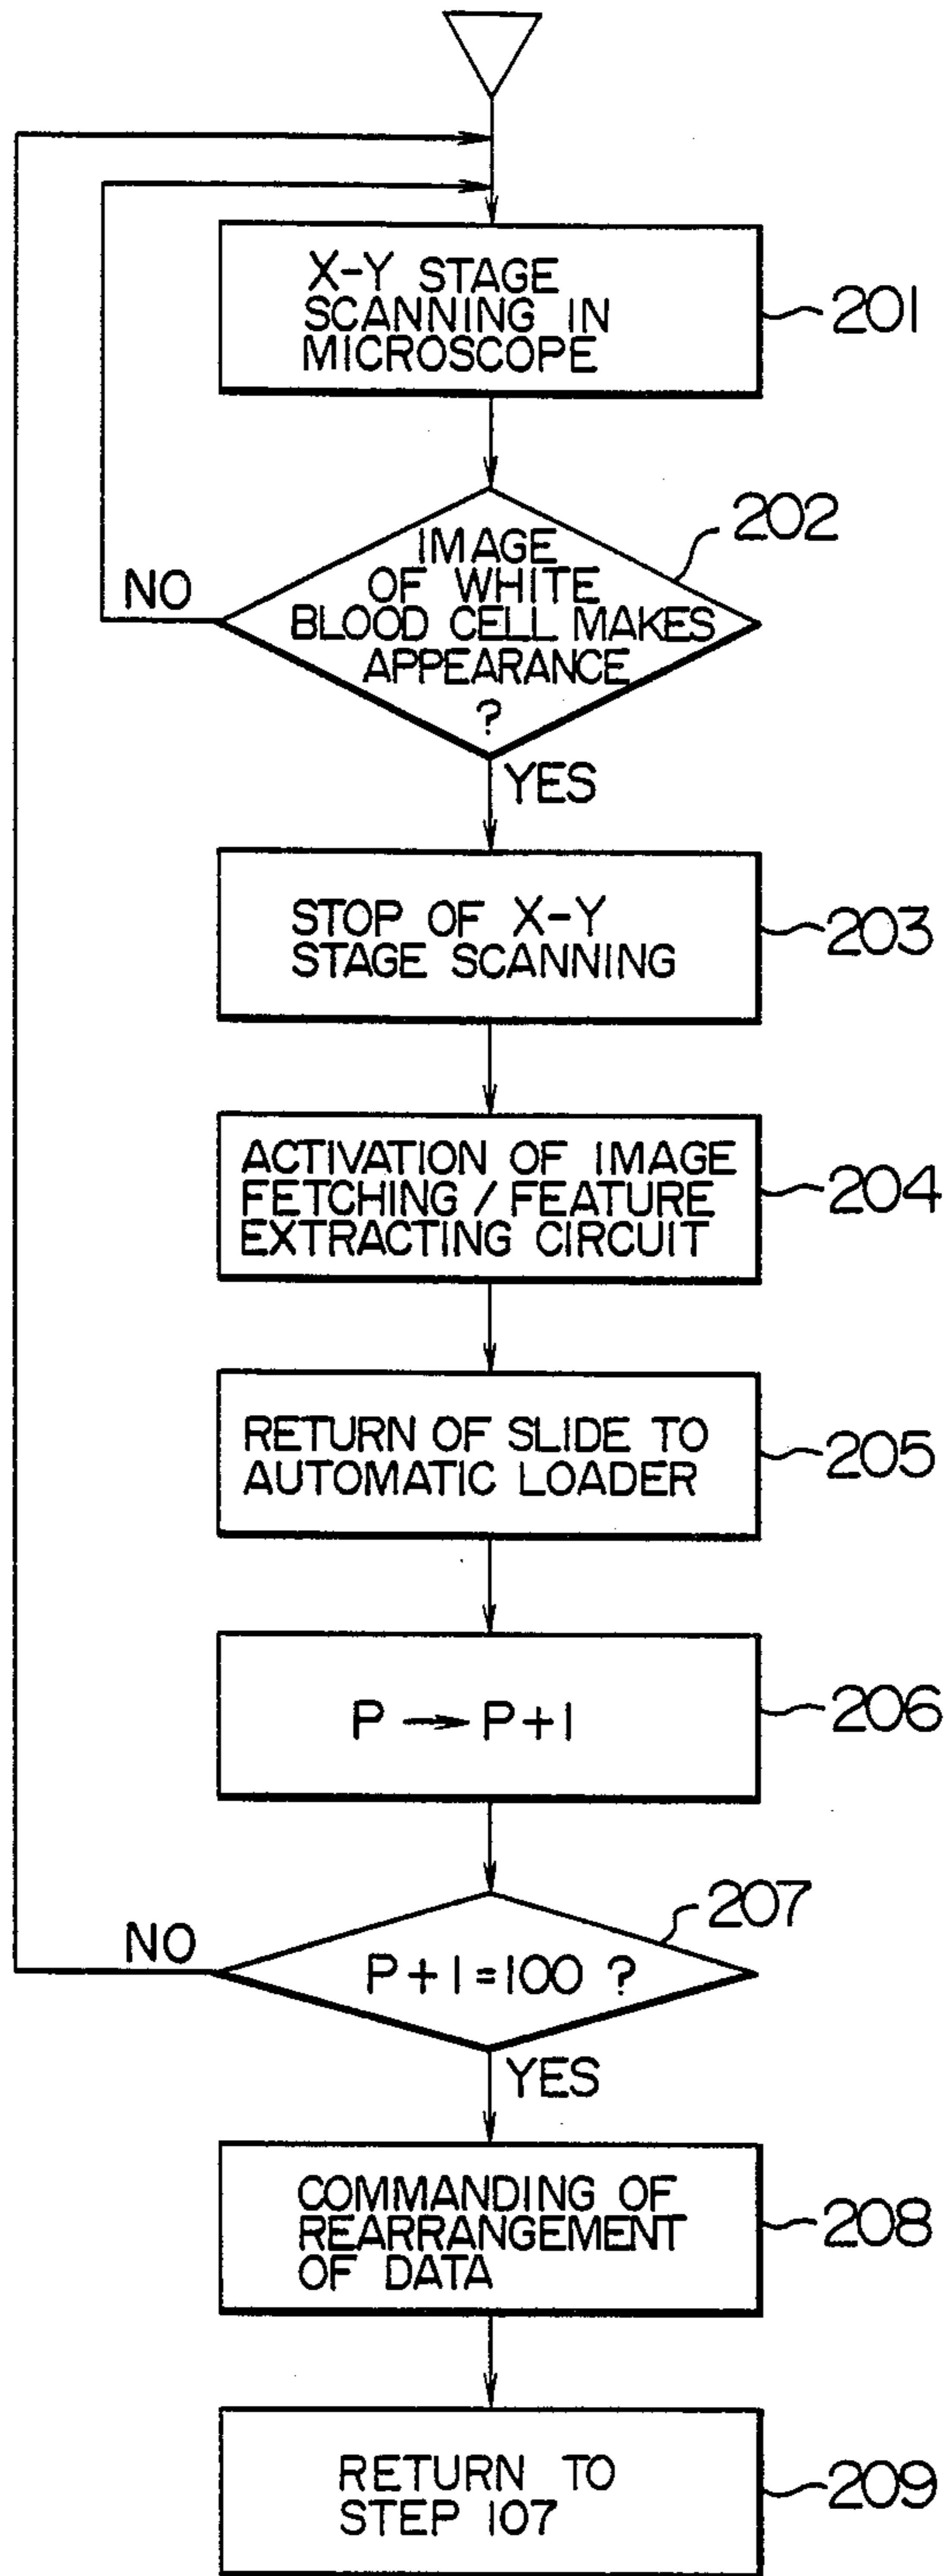 X-Y STAGE
SCANNING IN
MICROSCOPE
201
IMAGE
OF WHITE
BLOOD CELL MAKES
APPEARANCE
?
202
NO
YES
STOP OF X-Y
STAGE SCANNING
203
ACTIVATION OF IMAGE
FETCHING / FEATURE
EXTRACTING CIRCUIT
204
RETURN OF SLIDE TO
AUTOMATIC LOADER
205
P → P+1
206
207
NO
P+1=100 ?
YES
COMMANDING OF
REARRANGEMENT
OF DATA
208
RETURN TO
STEP 107
209